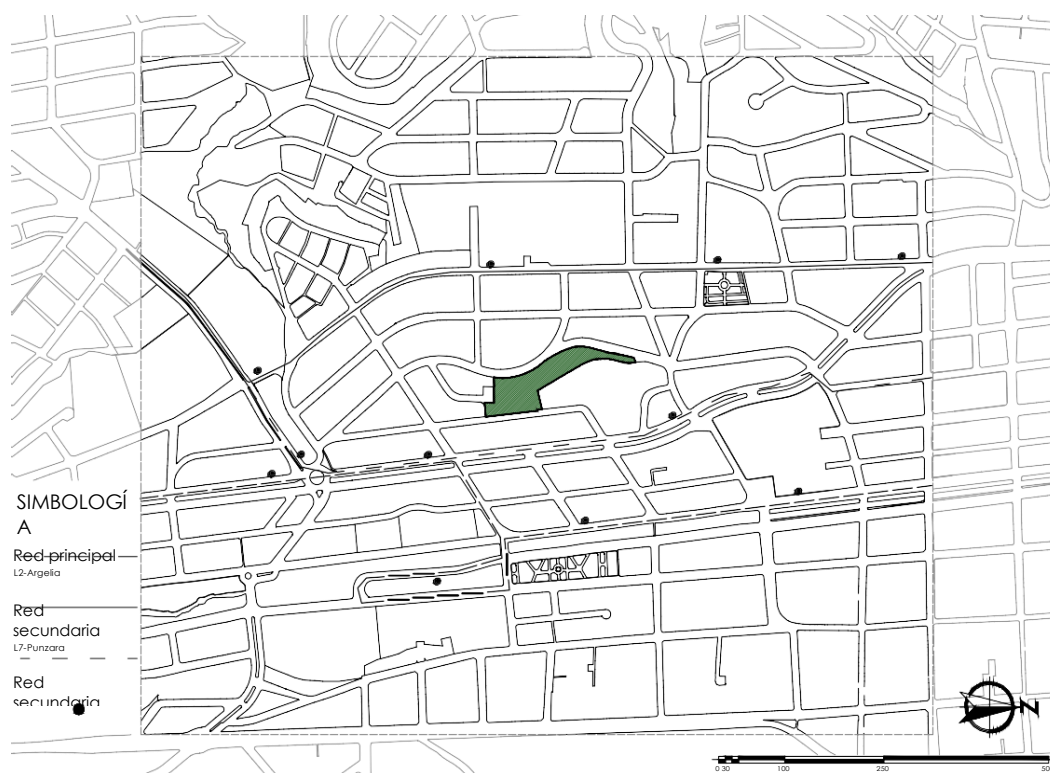 SIMBOLOGÍ
A
Red principal
L2-Argelia
Red
secundaria
L7-Punzara
Red
secundaria
N
0 30 100 250 50